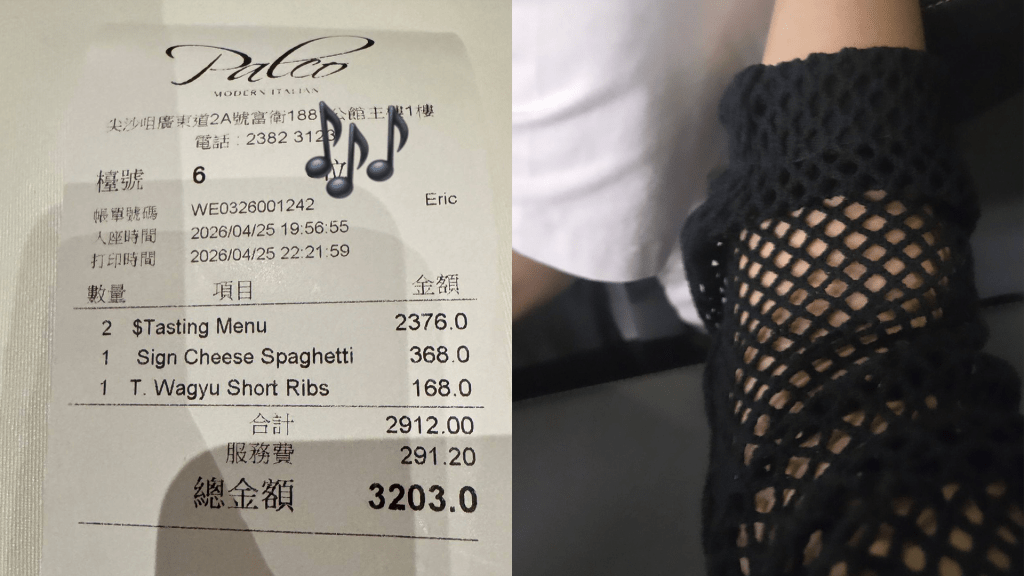 Palco
MODERN ITALIAN
尖沙咀廣東道2A號富衛1881公館主樓1樓
電話 : 2382 3123
檯號 6 位
帳單號碼 WE0326001242 Eric
入座時間 2026/04/25 19:56:55
打印時間 2026/04/25 22:21:59
數量 項目 金額
2 $Tasting Menu 2376.0
1 Sign Cheese Spaghetti 368.0
1 T. Wagyu Short Ribs 168.0
合計 2912.00
服務費 291.20
總金額 3203.0